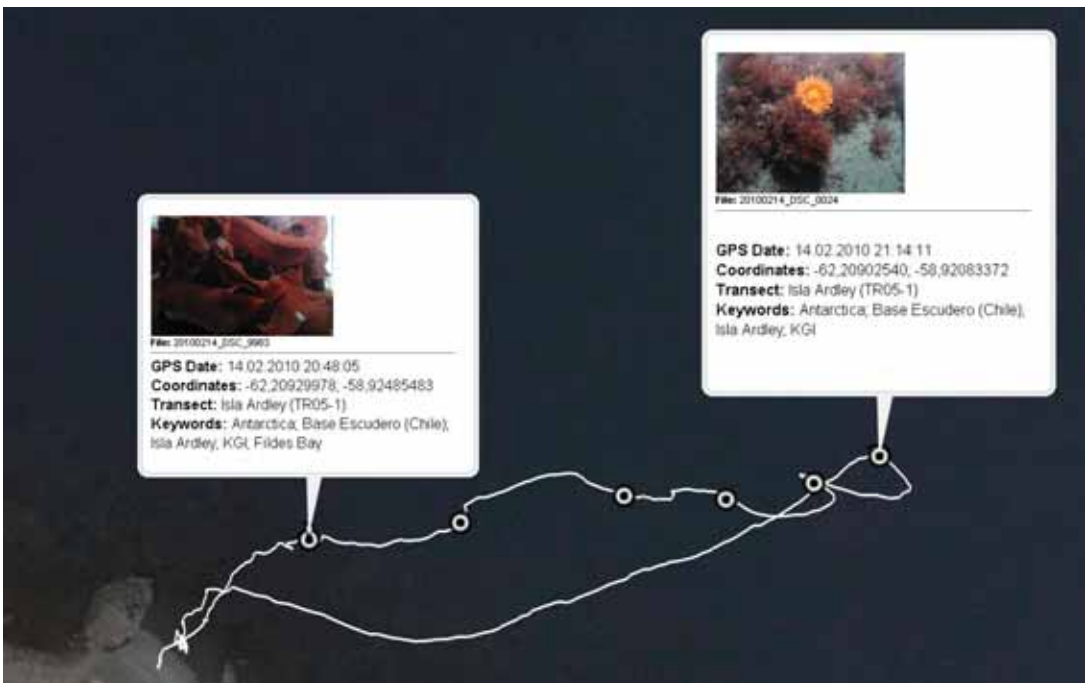 File: 20100214_DSC_9983
GPS Date: 14.02.2010 20:48:05
Coordinates: -62,20929978, -58,92485483
Transect: Isla Ardley (TR05-1)
Keywords: Antarctica; Base Escudero (Chile);
Isla Ardley; KGI; Fildes Bay
File: 20100214_DSC_0024
GPS Date: 14.02.2010 21:14:11
Coordinates: -62,20902540, -58,92083372
Transect: Isla Ardley (TR05-1)
Keywords: Antarctica; Base Escudero (Chile);
Isla Ardley; KGI